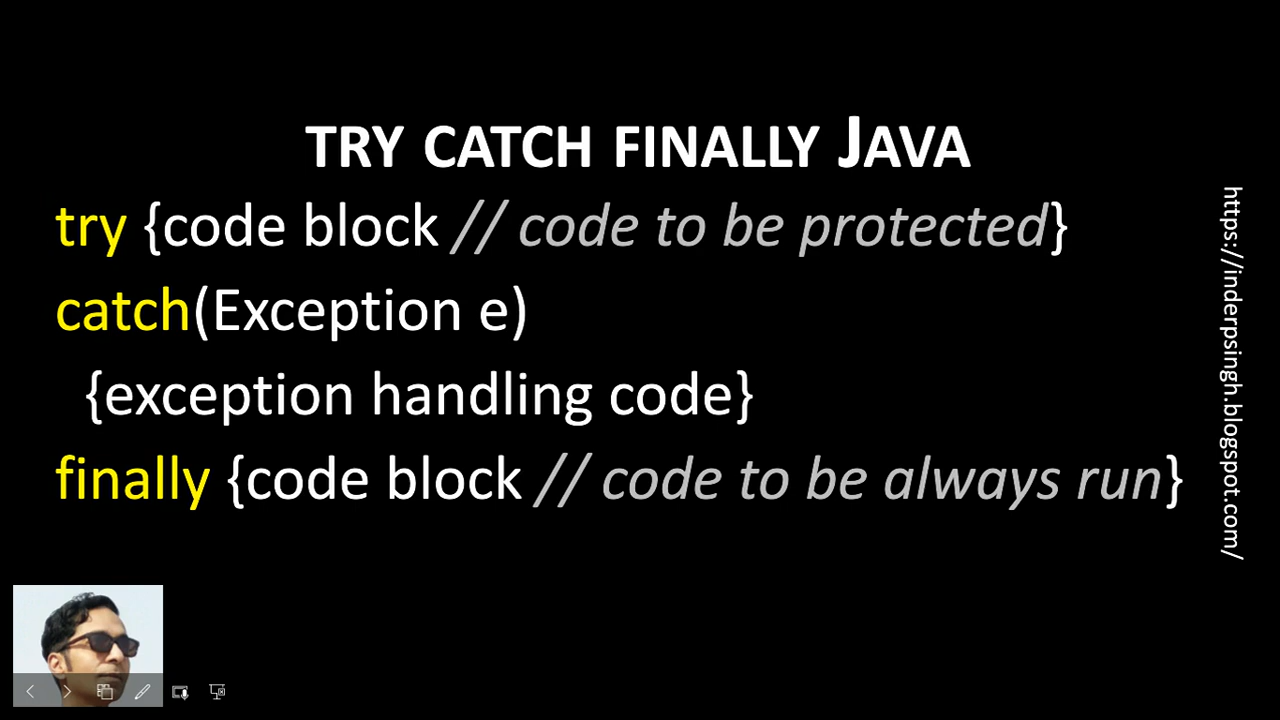 TRY CATCH FINALLY JAVA
try {code block // code to be protected}
catch(Exception e)
{exception handling code}
finally {code block // code to be always run}
https://inderpsingh.blogspot.com/